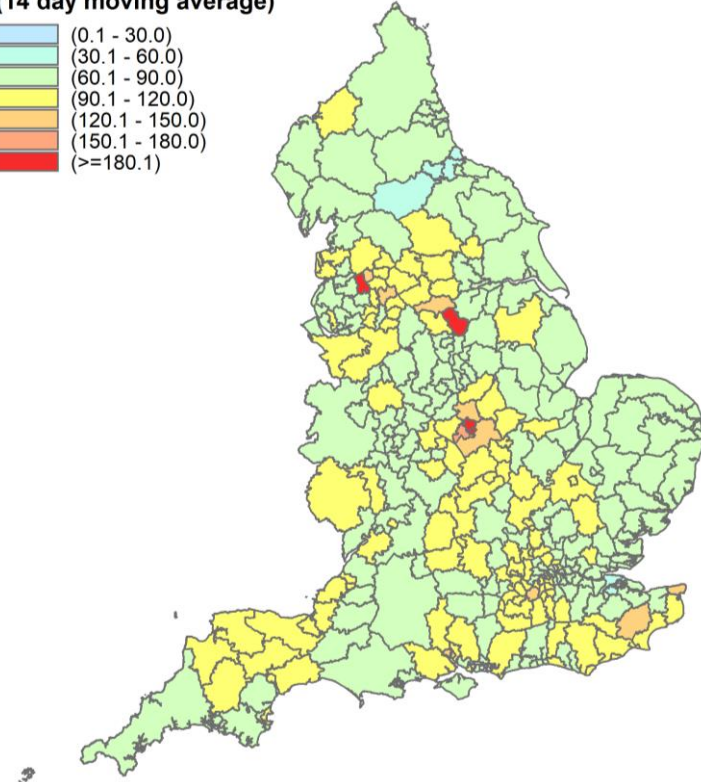 (14 day moving average)
(0.1 - 30.0)
(30.1 - 60.0)
(60.1 - 90.0)
(90.1 - 120.0)
(120.1 - 150.0)
(150.1 - 180.0)
(>=180.1)